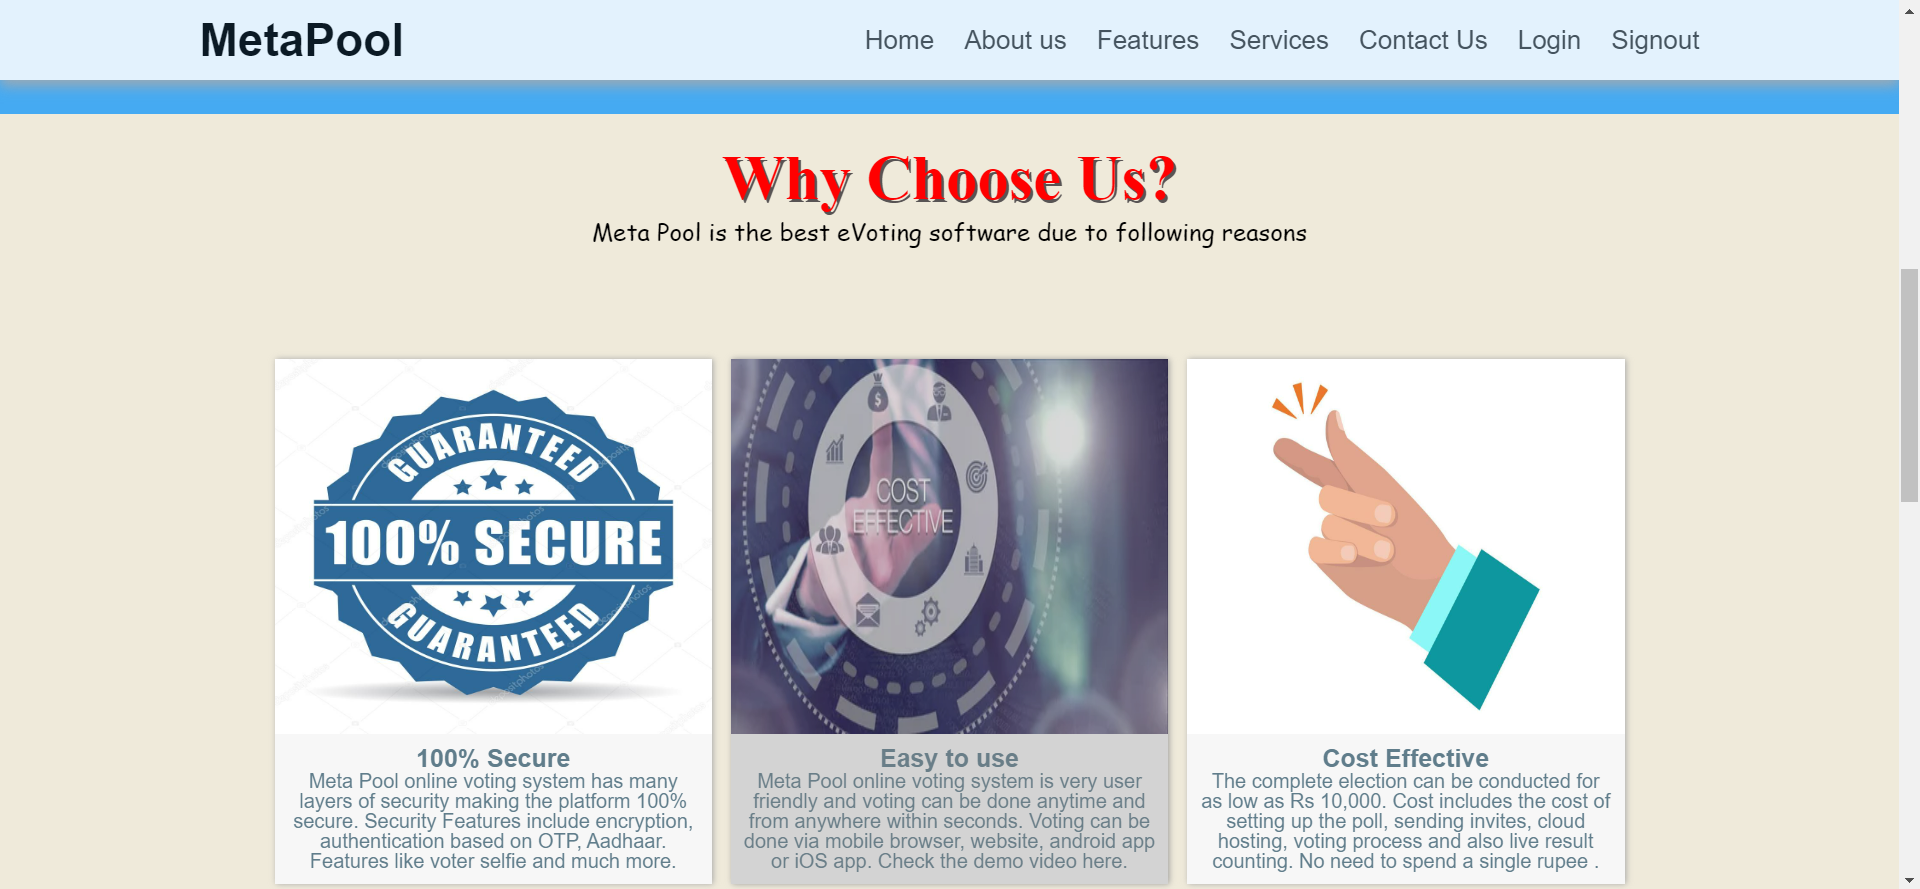 MetaPool
Home About us Features Services Contact Us Login Signout
Why Choose Us?
Meta Pool is the best eVoting software due to following reasons
GUARANTEED
100% SECURE
GUARANTEED
100% Secure
Meta Pool online voting system has many
layers of security making the platform 100%
secure. Security Features include encryption,
authentication based on OTP, Aadhaar.
Features like voter selfie and much more.
$
COST
EFFECTIVE
Easy to use
Meta Pool online voting system is very user
friendly and voting can be done anytime and
from anywhere within seconds. Voting can be
done via mobile browser, website, android app
or iOS app. Check the demo video here.
Cost Effective
The complete election can be conducted for
as low as Rs 10,000. Cost includes the cost of
setting up the poll, sending invites, cloud
hosting, voting process and also live result
counting. No need to spend a single rupee .